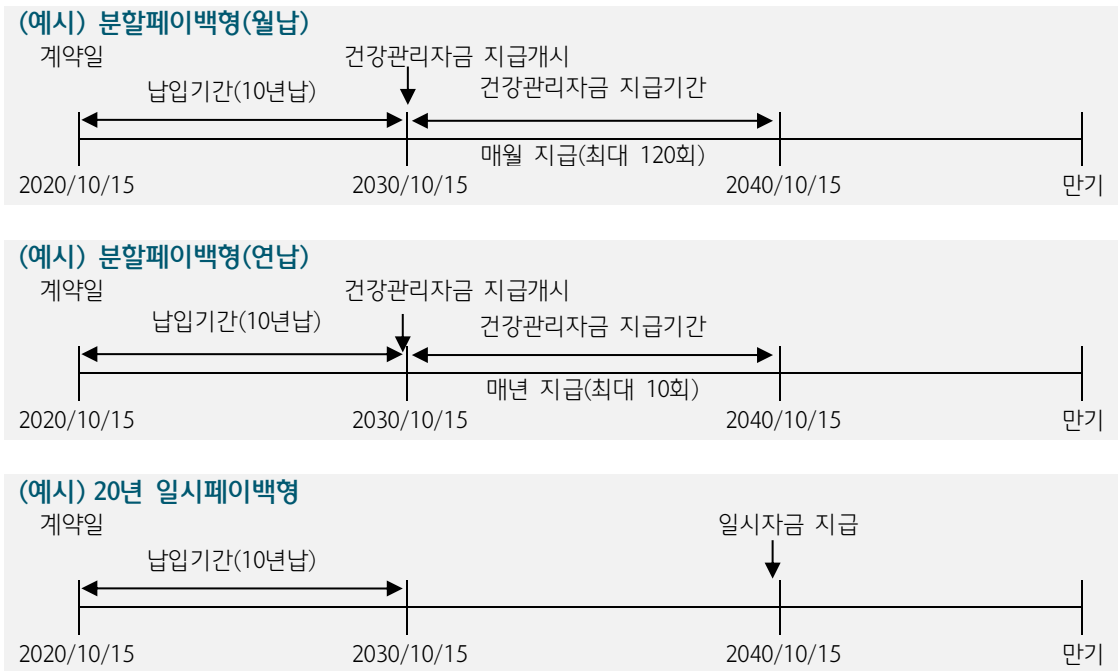 (예시) 분할페이백형(월납)
계약일 건강관리자금 지급개시
납입기간(10년납) 건강관리자금 지급기간
매월 지급(최대 120회)
2020/10/15 2030/10/15 2040/10/15 만기
(예시) 분할페이백형(연납)
계약일 건강관리자금 지급개시
납입기간(10년납) 건강관리자금 지급기간
매년 지급(최대 10회)
2020/10/15 2030/10/15 2040/10/15 만기
(예시) 20년 일시페이백형
계약일 일시자금 지급
납입기간(10년납)
2020/10/15 2030/10/15 2040/10/15 만기